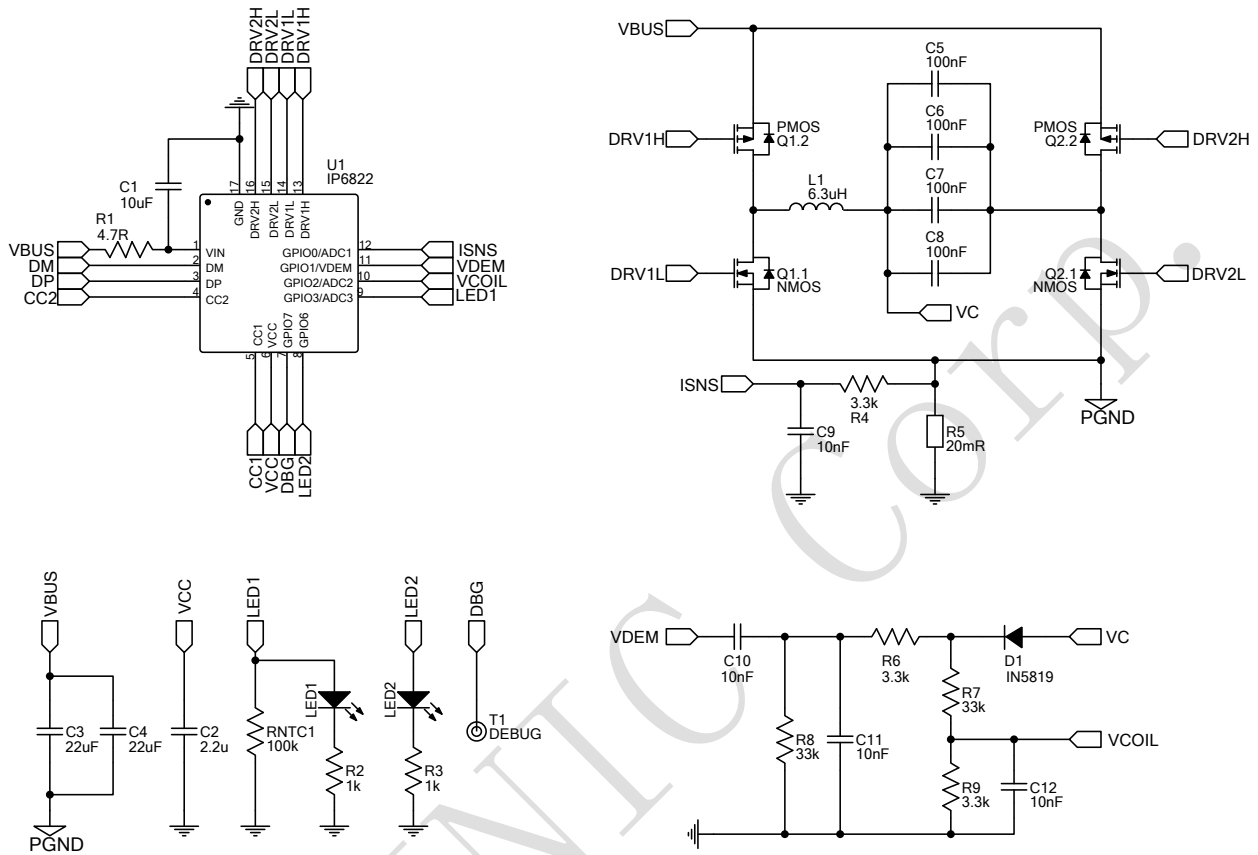 DRV2H
DRV2L
DRV1L
DRV1H
U1
IP6822
C1
10uF
R1
4.7R
VBUS
DM
DP
CC2
17
16
15
14
13
GND
DRV2H
DRV2L
DRV1L
DRV1H
1
2
3
4
VIN
DM
DP
CC2
GPIO0/ADC1
GPIO1/VDEM
GPIO2/ADC2
GPIO3/ADC3
12
11
10
9
ISNS
VDEM
VCOIL
LED1
CC1
VCC
GPIO7
GPIO6
5
6
7
8
CC1
VCC
DBG
LED2
VBUS
C5
100nF
C6
100nF
C7
100nF
C8
100nF
DRV1H
PMOS
Q1.2
PMOS
Q2.2
DRV2H
L1
6.3uH
DRV1L
Q1.1
NMOS
Q2.1
NMOS
DRV2L
VC
ISNS
3.3k
R4
C9
10nF
R5
20mR
PGND
VBUS
C3
22uF
C4
22uF
PGND
VCC
C2
2.2u
LED1
RNTC1
100k
LED1
R2
1k
LED2
LED2
R3
1k
DBG
T1
DEBUG
VDEM
C10
10nF
R6
3.3k
D1
IN5819
VC
R7
33k
R8
33k
C11
10nF
VCOIL
R9
3.3k
C12
10nF
NIC Corp.